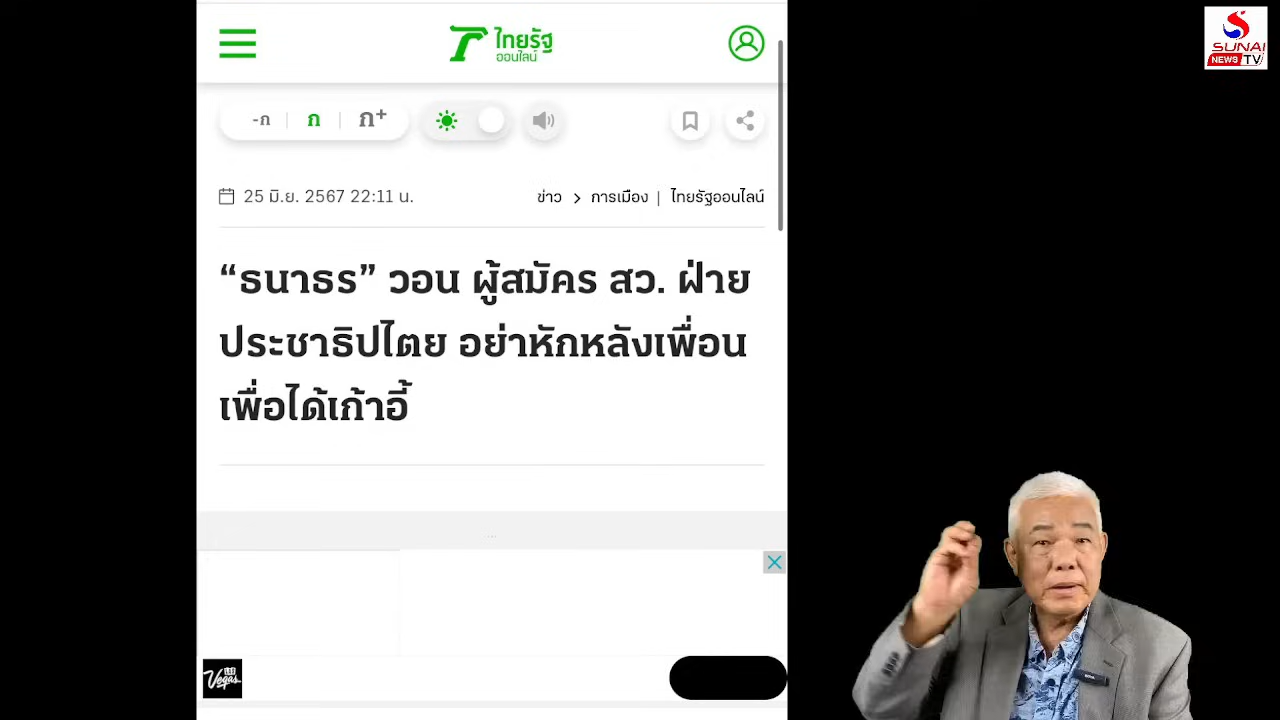 ไทยรัฐ
ออนไลน์
SUNAI
NEWS TV
-ก ก ก+
25 มิ.ย. 2567 22:11 น.
ข่าว > การเมือง | ไทยรัฐออนไลน์
“ธนาธร” วอน ผู้สมัคร สว. ฝ่าย
ประชาธิปไตย อย่าหักหลังเพื่อน
เพื่อได้เก้าอี้
...
Vegas